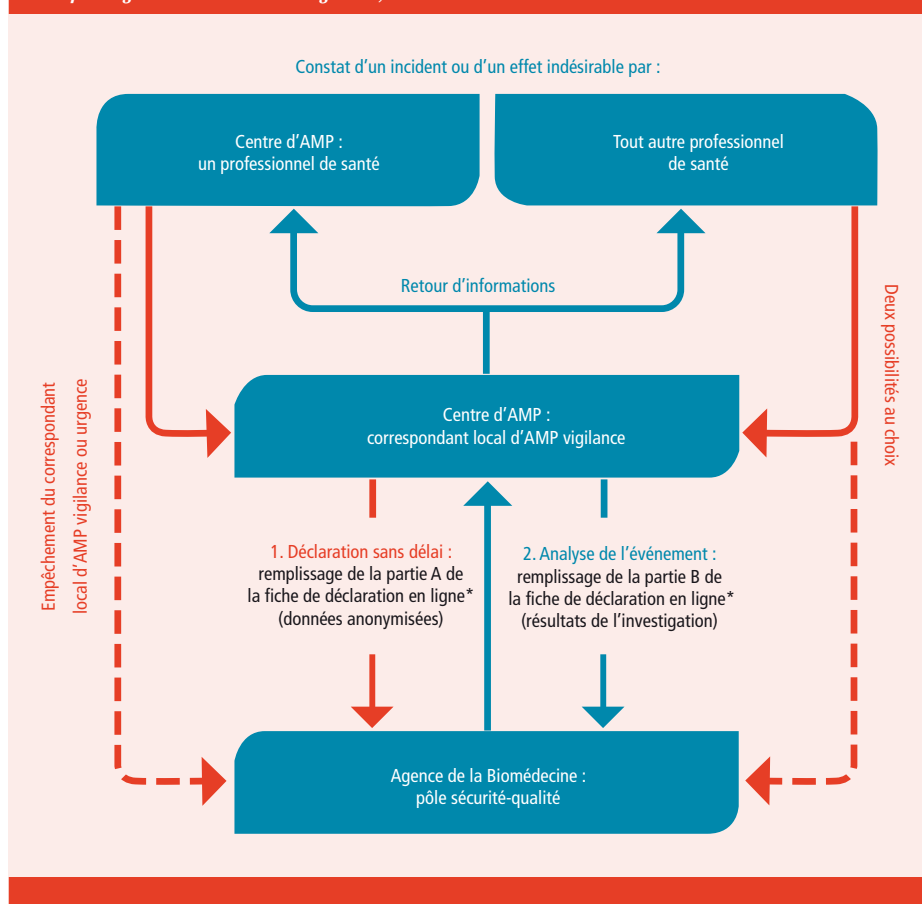 Constat d'un incident ou d'un effet indésirable par :
Centre d'AMP :
un professionnel de santé
Tout autre professionnel
de santé
Retour d'informations
Empêchement du correspondant
local d'AMP vigilance ou urgence
Deux possibilités au choix
Centre d'AMP :
correspondant local d'AMP vigilance
1. Déclaration sans délai :
remplissage de la partie A de
la fiche de déclaration en ligne*
(données anonymisées)
2. Analyse de l'événement :
remplissage de la partie B de
la fiche de déclaration en ligne*
(résultats de l'investigation)
Agence de la Biomédecine :
pôle sécurité-qualité